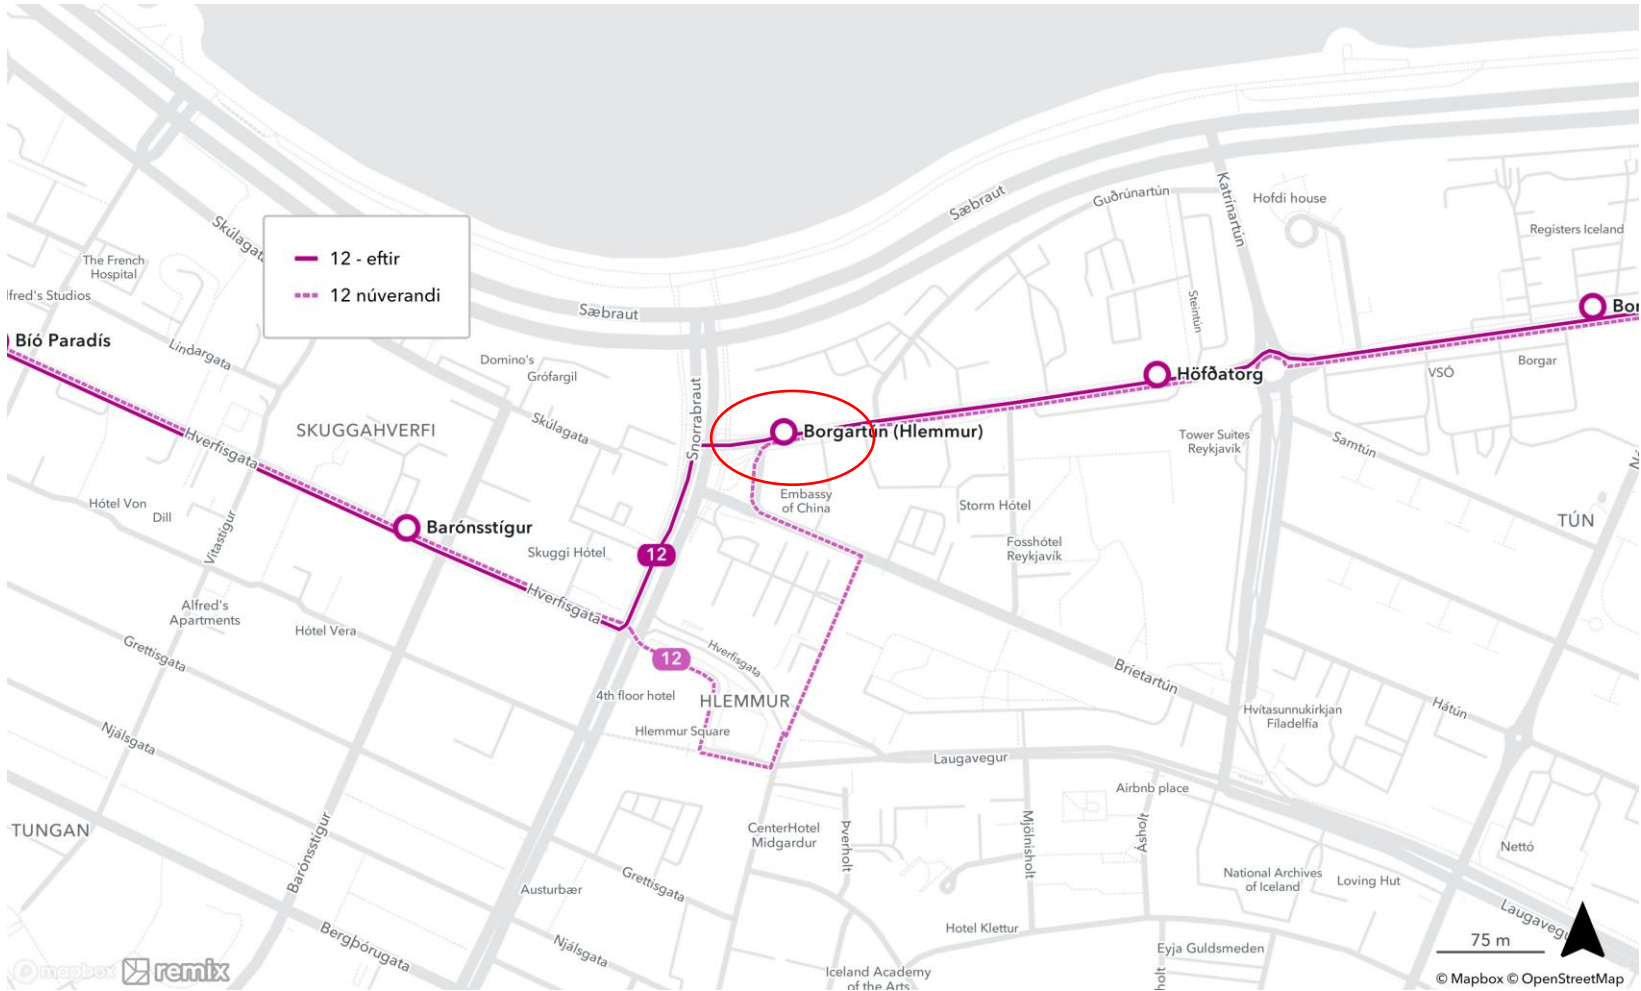 Sæbraut
Guðrúnartún
Katrínartún
Hofdi house
Registers Iceland
Skúlagata
12 - eftir
12 núverandi
The French
Hospital
lfred's Studios
Steintún
Sæbraut
Bor
Bíó Paradís
Lindargata
Domino's
Grófargil
Snorrabraut
Höfðatorg
VSÓ
Borgar
SKUGGAHVERFI
Skúlagata
Borgartún (Hlemmur)
Tower Suites
Reykjavík
Samtún
Hverfisgata
Hótel Von
Dill
Vitastígur
Barónsstígur
Embassy
of China
Storm Hótel
TÚN
Skuggi Hótel
12
Fosshótel
Reykjavík
Alfred's
Apartments
Hverfisgata
Hótel Vera
Grettisgata
12
Hverfisgata
Bríetartún
4th floor hotel
HLEMMUR
Hlemmur Square
Hvítasunnukirkjan
Fíladelfía
Hátún
Njálsgata
Laugavegur
Airbnb place
TUNGAN
Barónsstígur
CenterHotel
Midgardur
Þverholt
Mjölnisholt
Ásholt
Nettó
Grettisgata
Austurbær
National Archives
of Iceland
Loving Hut
Laugavegu
Bergþórugata
Njálsgata
Hotel Klettur
Eyja Guldsmeden
75 m
mapbox remix
Iceland Academy
of the Arts
holt
© Mapbox © OpenStreetMap